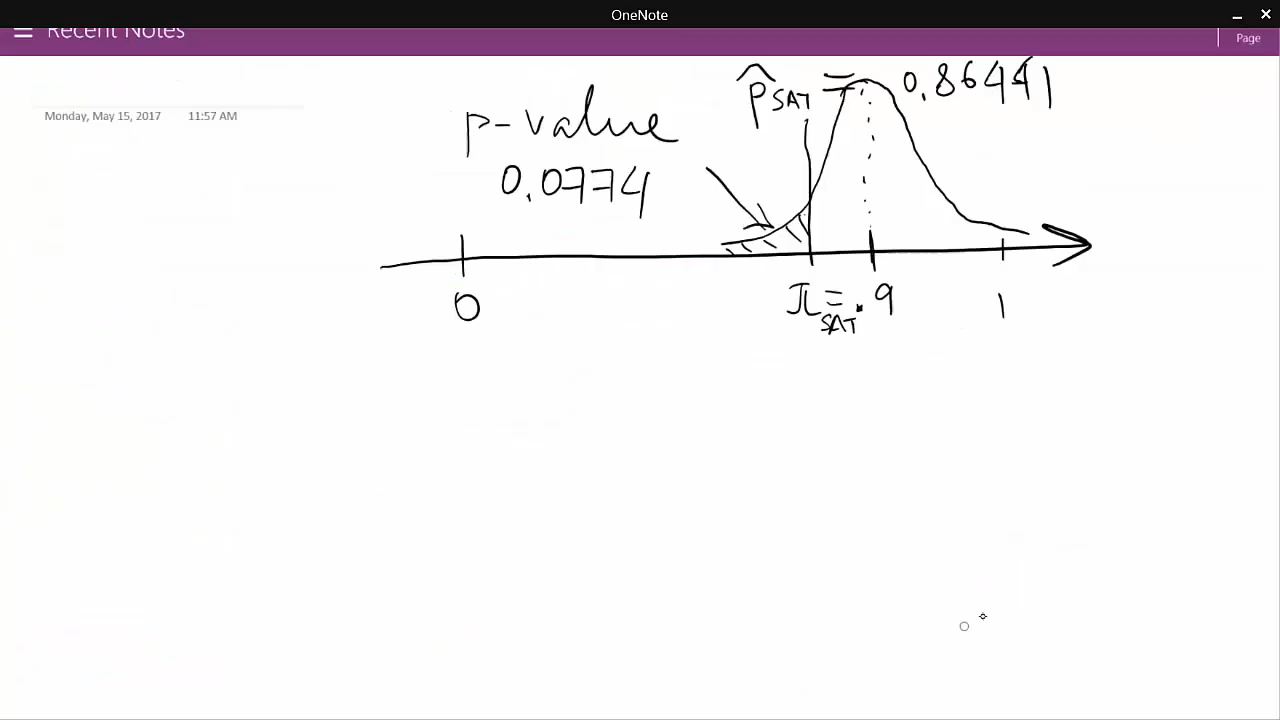 OneNote
Recent Notes
Page
Monday, May 15, 2017 11:57 AM
p̂SAT = 0.86441
p-value
0.0774
0 πSAT = .9 1